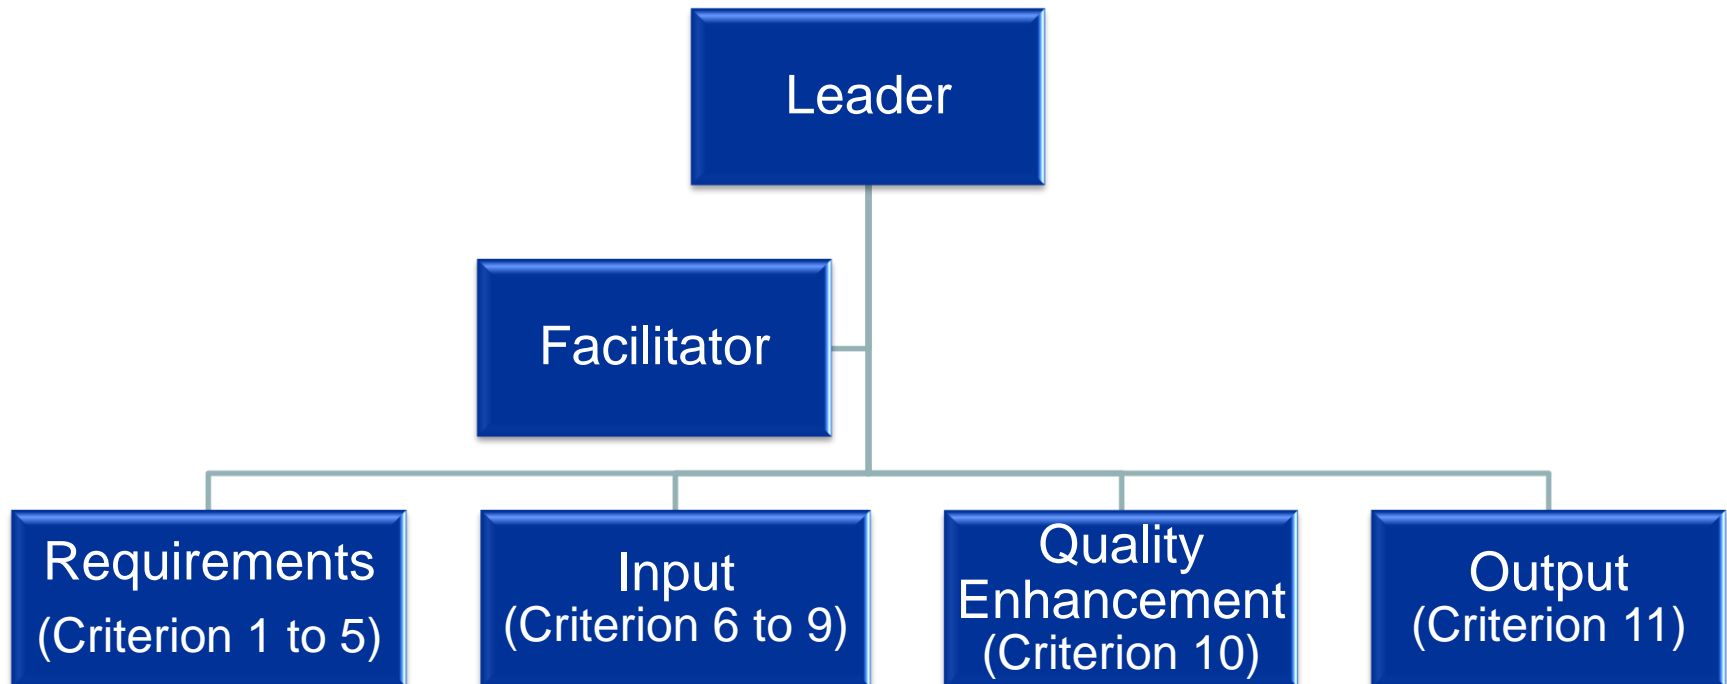 Leader
Facilitator
Requirements
(Criterion 1 to 5)
Input
(Criterion 6 to 9)
Quality
Enhancement
(Criterion 10)
Output
(Criterion 11)